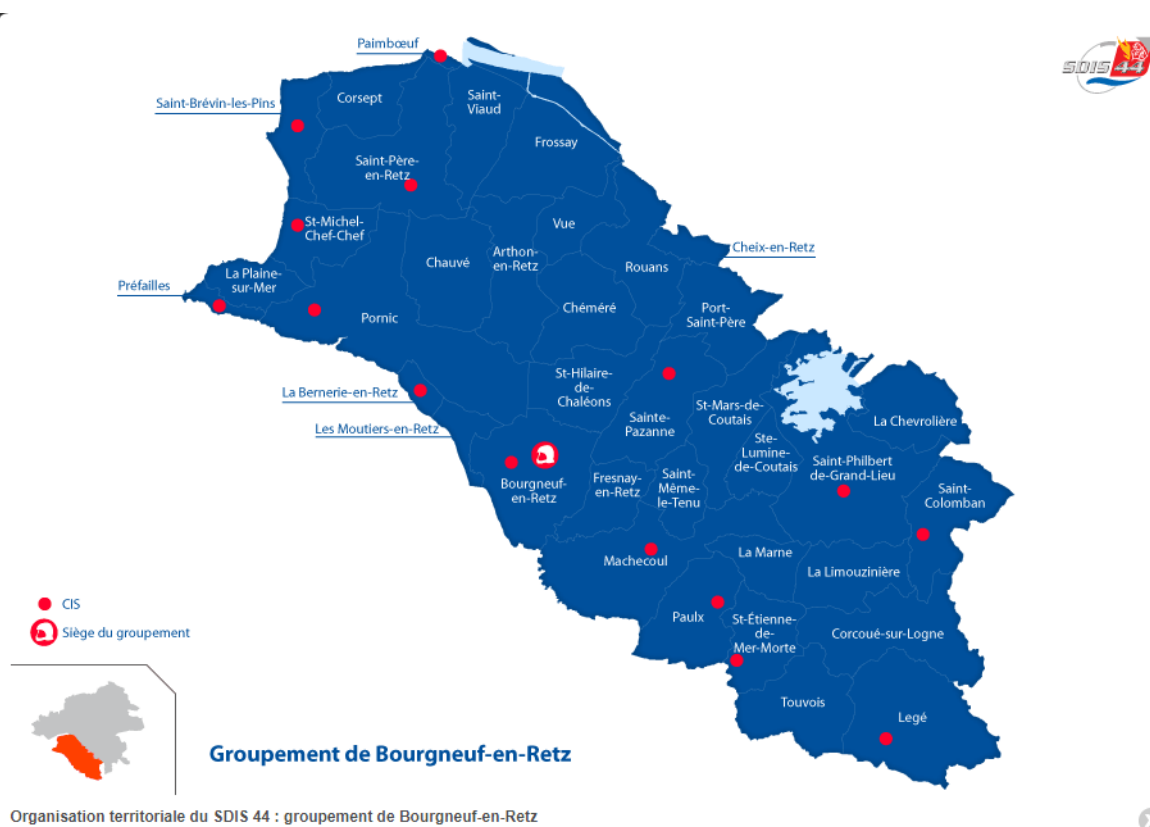 Paimbœuf
SDIS 44
Saint-Brévin-les-Pins
Corsept
Saint-
Viaud
Frossay
Saint-Père-
en-Retz
St-Michel-
Chef-Chef
Vue
Chauvé
Arthon-
en-Retz
Rouans
Cheix-en-Retz
Préfailles
La Plaine-
sur-Mer
Pornic
Chéméré
Port-
Saint-Père
La Bernerie-en-Retz
St-Hilaire-
de-
Chaléons
Les Moutiers-en-Retz
Sainte-
Pazanne
St-Mars-de-
Coutais
Ste-
Lumine-
de-Coutais
La Chevrolière
Bourgneuf-
en-Retz
Fresnay-
en-Retz
Saint-
Même-
le-Tenu
Saint-Philbert
de-Grand-Lieu
Saint-
Colomban
Machecoul
La Marne
La Limouzinière
Paulx
St-Étienne-
de-
Mer-Morte
Corcoué-sur-Logne
Touvois
Legé
CIS
Siège du groupement
Groupement de Bourgneuf-en-Retz
Organisation territoriale du SDIS 44 : groupement de Bourgneuf-en-Retz